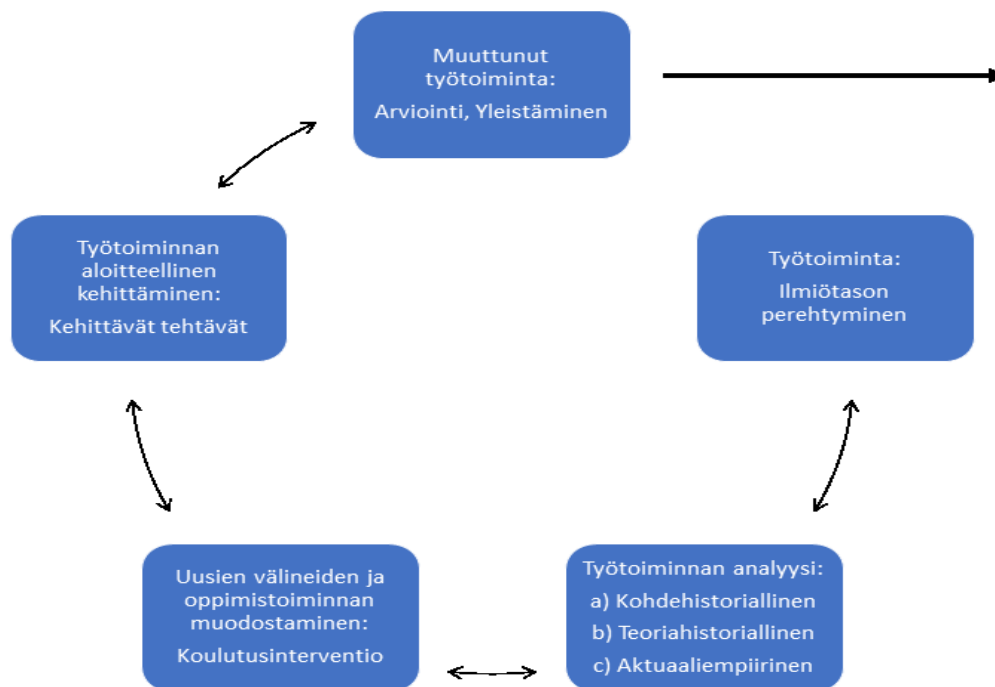 Muuttunut
työtoiminta:
Arviointi, Yleistäminen
Työtoiminnan
aloitteellinen
kehittäminen:
Kehittävät tehtävät
Työtoiminta:
Ilmiötason
perehtyminen
Uusien välineiden ja
oppimistoiminnan
muodostaminen:
Koulutusinterventio
Työtoiminnan analyysi:
a) Kohdehistoriallinen
b) Teoriahistoriallinen
c) Aktuaaliempiirinen